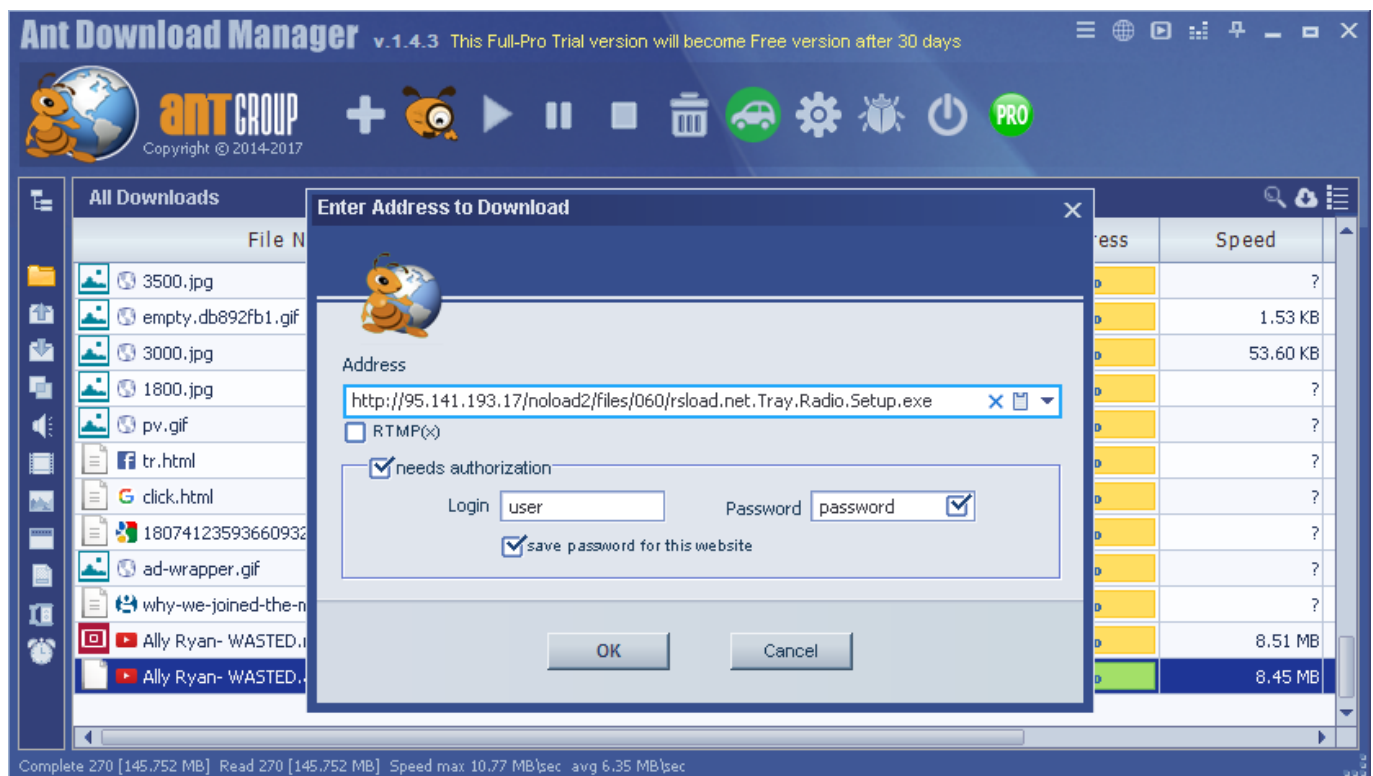 Ant Download Manager v.1.4.3 This Full-Pro Trial version will become Free version after 30 days
ANT GROUP
Copyright © 2014-2017
PRO
All Downloads
Enter Address to Download
File N
ress
Speed
3500.jpg
?
empty.db892fb1.gif
1.53 KB
3000.jpg
53.60 KB
1800.jpg
?
pv.gif
?
tr.html
?
click.html
?
18074123593660932
?
ad-wrapper.gif
?
why-we-joined-the-n
?
Ally Ryan- WASTED.
8.51 MB
Ally Ryan- WASTED.
8.45 MB
Address
http://95.141.193.17/noload2/files/060/rsload.net.Tray.Radio.Setup.exe
RTMP(x)
needs authorization
Login user Password password
save password for this website
OK Cancel
Complete 270 [145.752 MB] Read 270 [145.752 MB] Speed max 10.77 MB\sec avg 6.35 MB\sec